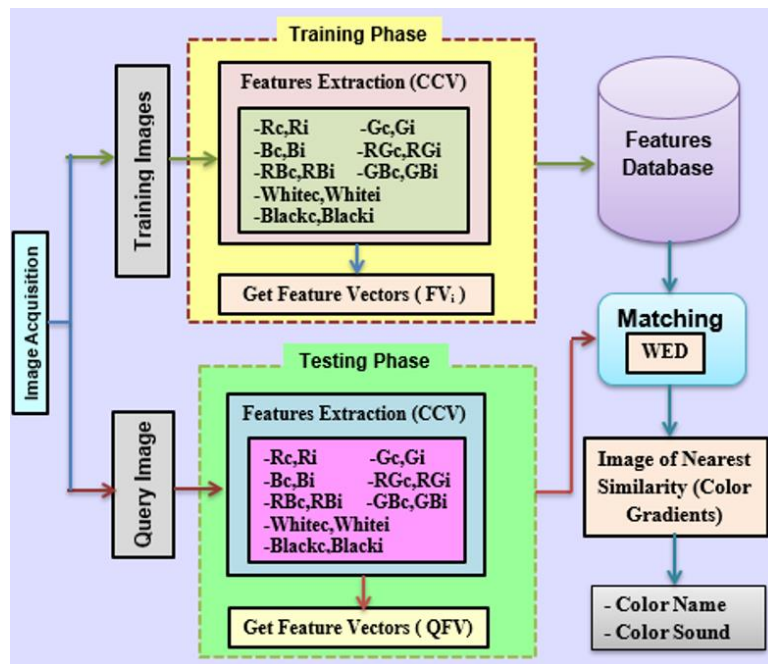 Image Acquisition
Training Images
Training Phase
Features Extraction (CCV)
-Rc,Ri -Gc,Gi
-Bc,Bi -RGc,RGi
-RBc,RBi -GBc,GBi
-Whitec,Whitei
-Blackc,Blacki
Get Feature Vectors ( FVi )
Features
Database
Query Image
Testing Phase
Features Extraction (CCV)
-Rc,Ri -Gc,Gi
-Bc,Bi -RGc,RGi
-RBc,RBi -GBc,GBi
-Whitec,Whitei
-Blackc,Blacki
Get Feature Vectors ( QFV )
Matching
WED
Image of Nearest
Similarity (Color
Gradients)
- Color Name
- Color Sound